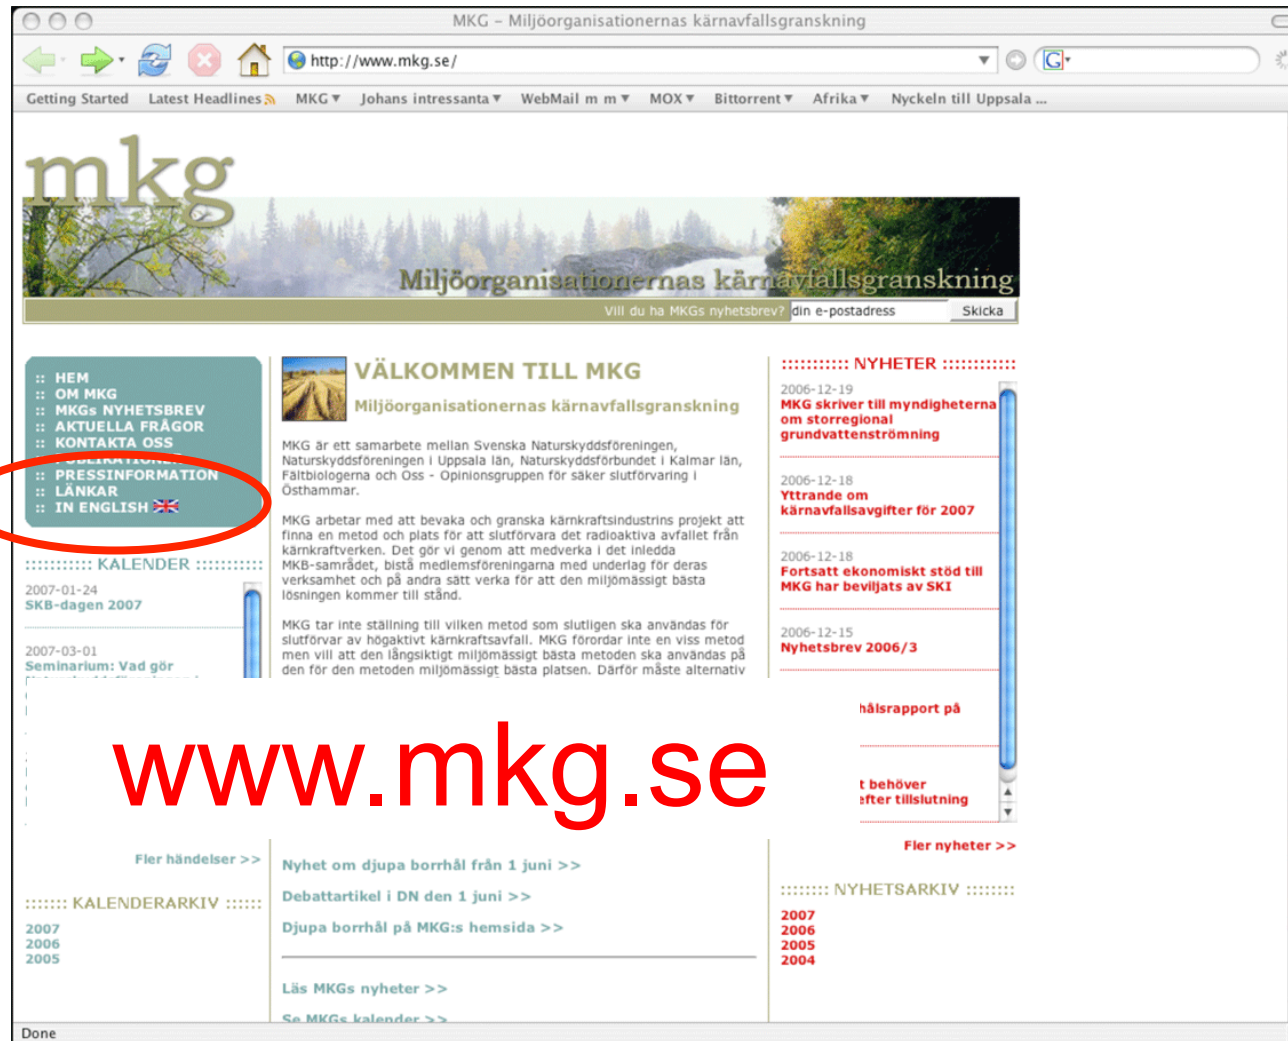 MKG – Miljöorganisationernas kärnavfallsgranskning
http://www.mkg.se/
G
Getting Started Latest Headlines MKG Johans intressanta WebMail m m MOX Bittorrent Afrika Nyckeln till Uppsala ...
mkg
Miljöorganisationernas kärnavfallsgranskning
Vill du ha MKGs nyhetsbrev? din e-postadress Skicka
:: HEM
:: OM MKG
:: MKGs NYHETSBREV
:: AKTUELLA FRÅGOR
:: KONTAKTA OSS
:: PUBLIKATIONER
:: PRESSINFORMATION
:: LÄNKAR
:: IN ENGLISH
::::::::::: KALENDER :::::::::::
2007-01-24
SKB-dagen 2007
2007-03-01
Seminarium: Vad gör
Fler händelser >>
::::::: KALENDERARKIV ::::::
2007
2006
2005
VÄLKOMMEN TILL MKG
Miljöorganisationernas kärnavfallsgranskning
MKG är ett samarbete mellan Svenska Naturskyddsföreningen,
Naturskyddsföreningen i Uppsala län, Naturskyddsförbundet i Kalmar län,
Fältbiologerna och Oss - Opinionsgruppen för säker slutförvaring i
Östhammar.
MKG arbetar med att bevaka och granska kärnkraftsindustrins projekt att
finna en metod och plats för att slutförvara det radioaktiva avfallet från
kärnkraftverken. Det gör vi genom att medverka i det inledda
MKB-samrådet, bistå medlemsföreningarna med underlag för deras
verksamhet och på andra sätt verka för att den miljömässigt bästa
lösningen kommer till stånd.
MKG tar inte ställning till vilken metod som slutligen ska användas för
slutförvar av högaktivt kärnkraftsavfall. MKG förordar inte en viss metod
men vill att den långsiktigt miljömässigt bästa metoden ska användas på
den för den metoden miljömässigt bästa platsen. Därför måste alternativ
www.mkg.se
Nyhet om djupa borrhål från 1 juni >>
Debattartikel i DN den 1 juni >>
Djupa borrhål på MKG:s hemsida >>
Läs MKGs nyheter >>
Se MKGs kalender >>
::::::::::: NYHETER ::::::::::::
2006-12-19
MKG skriver till myndigheterna
om storregional
grundvattenströmning
2006-12-18
Yttrande om
kärnavfallsavgifter för 2007
2006-12-18
Fortsatt ekonomiskt stöd till
MKG har beviljats av SKI
2006-12-15
Nyhetsbrev 2006/3
hålsrapport på
t behöver
efter tillslutning
Fler nyheter >>
:::::::: NYHETSARKIV ::::::::
2007
2006
2005
2004
Done